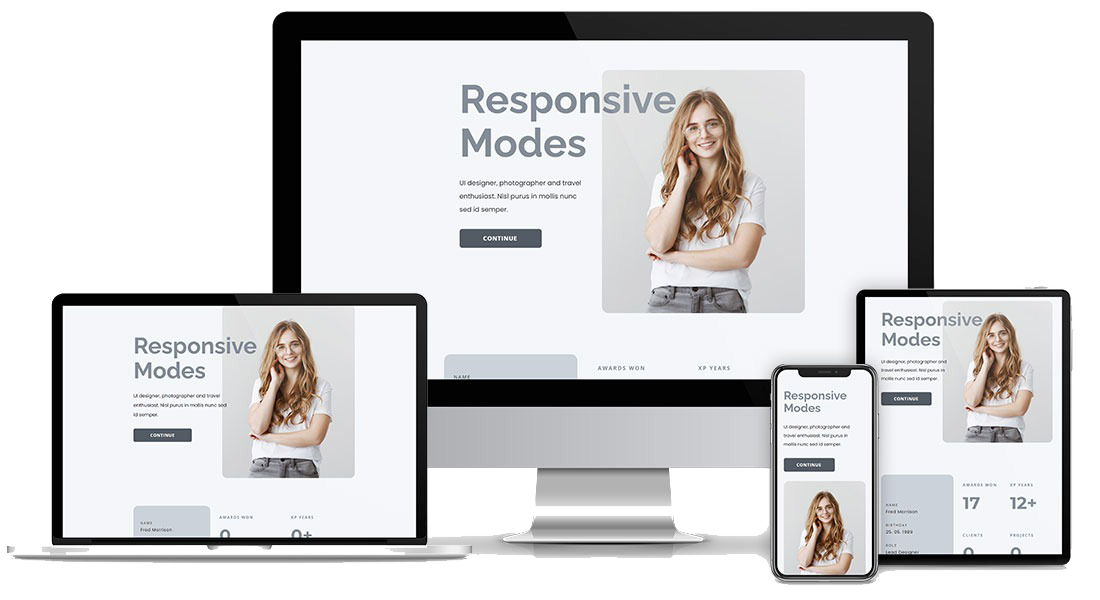 Responsive
Modes
UI designer, photographer and travel
enthusiast. Nisl purus in mollis nunc
sed id semper.
CONTINUE
NAME
AWARDS WON
XP YEARS
Responsive
Modes
UI designer, photographer and travel
enthusiast. Nisl purus in mollis nunc sed
id semper.
CONTINUE
NAME
Fred Morrison
AWARDS WON
0
XP YEARS
0+
Responsive
Modes
UI designer, photographer and
travel enthusiast. Nisl purus in
mollis nunc sed id semper.
CONTINUE
Responsive
Modes
UI designer, photographer and
travel enthusiast. Nisl purus in
mollis nunc sed id semper.
CONTINUE
NAME
Fred Morrison
BIRTHDAY
25. 05. 1989
ROLE
Lead Designer
AWARDS WON
17
XP YEARS
12+
CLIENTS
0
PROJECTS
0